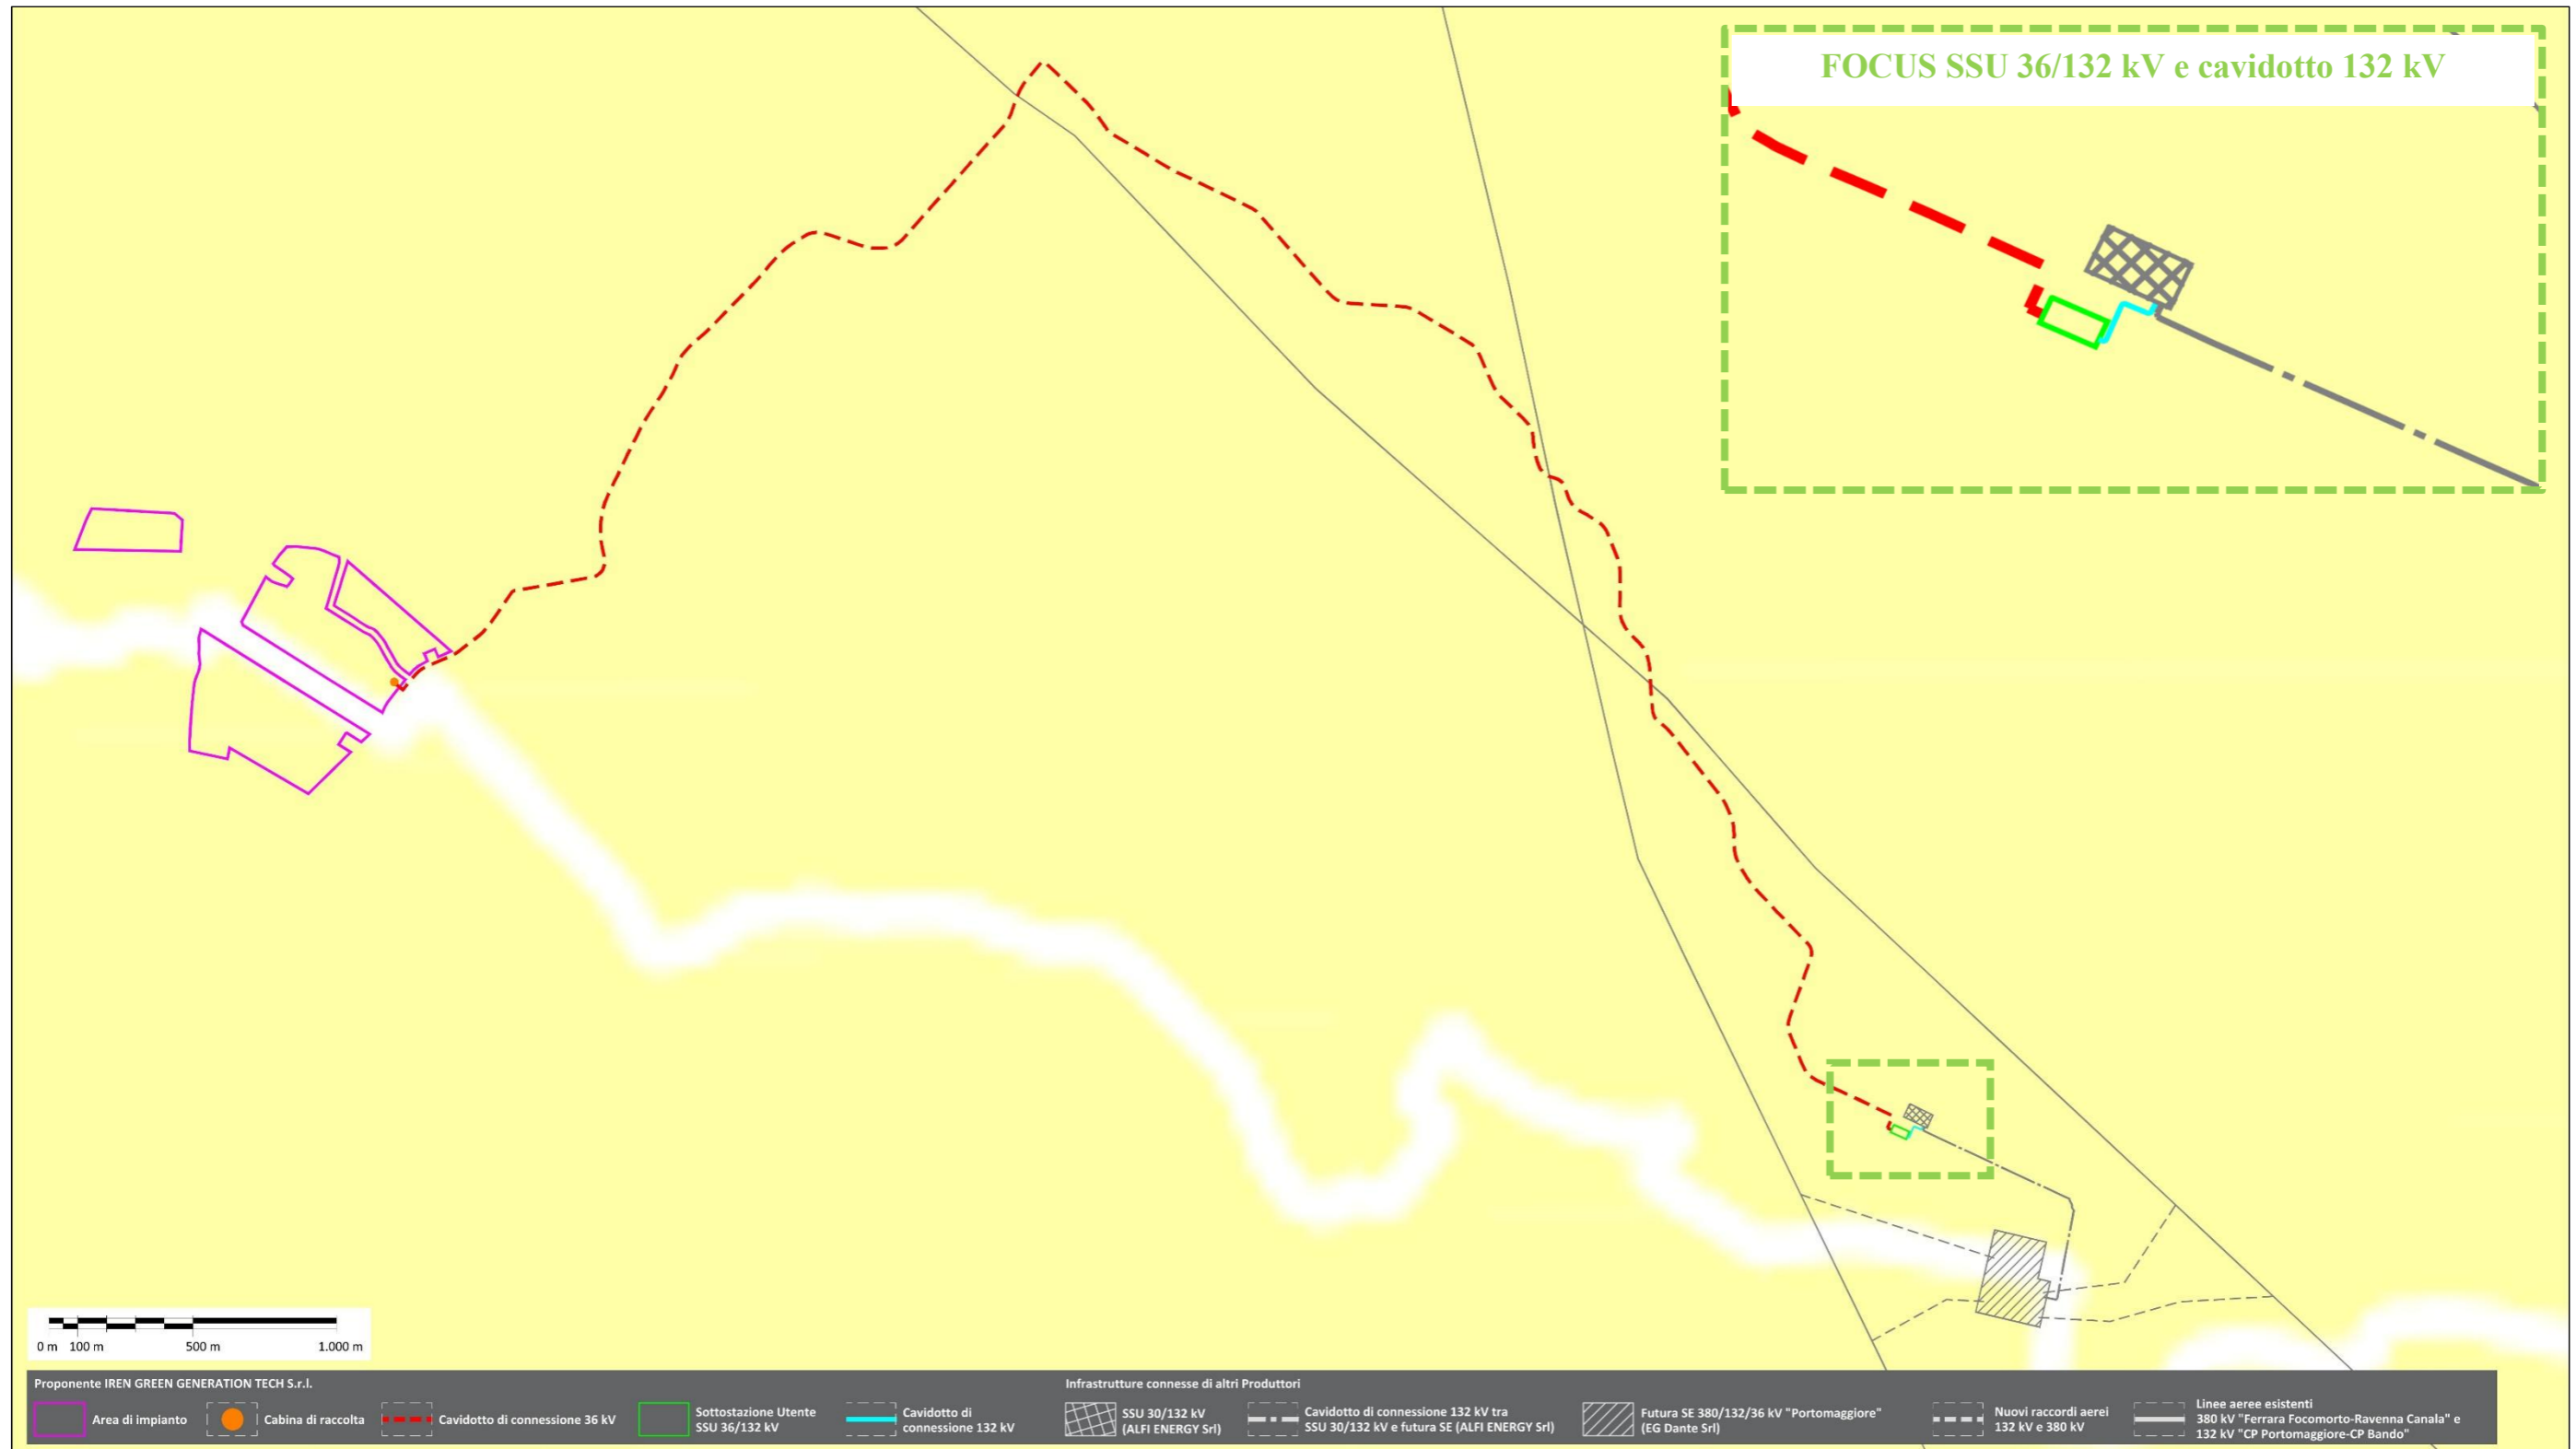 FOCUS SSU 36/132 kV e cavidotto 132 kV
0 m 100 m 500 m 1.000 m
Proponente IREN GREEN GENERATION TECH S.r.l.
Area di impianto
Cabina di raccolta
Cavidotto di connessione 36 kV
Sottostazione Utente
SSU 36/132 kV
Cavidotto di
connessione 132 kV
Infrastrutture connesse di altri Produttori
SSU 30/132 kV
(ALFI ENERGY Srl)
Cavidotto di connessione 132 kV tra
SSU 30/132 kV e futura SE (ALFI ENERGY Srl)
Futura SE 380/132/36 kV "Portomaggiore"
(EG Dante Srl)
Nuovi raccordi aerei
132 kV e 380 kV
Linee aeree esistenti
380 kV "Ferrara Focomorto-Ravenna Canala" e
132 kV "CP Portomaggiore-CP Bando"